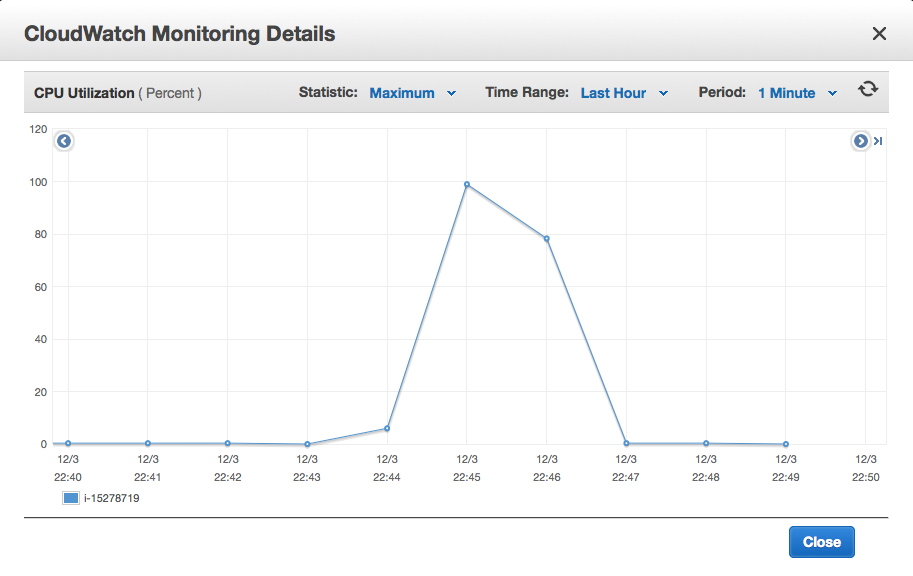 CloudWatch Monitoring Details
CPU Utilization ( Percent ) Statistic: Maximum Time Range: Last Hour Period: 1 Minute
120
100
80
60
40
20
0
12/3 12/3 12/3 12/3 12/3 12/3 12/3 12/3 12/3 12/3 12/3
22:40 22:41 22:42 22:43 22:44 22:45 22:46 22:47 22:48 22:49 22:50
i-15278719
Close